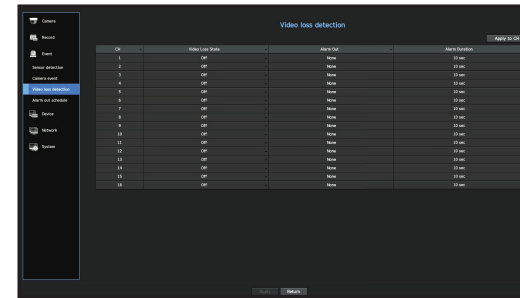 Video loss detection
Camera
Record
Event
Sensor detection
Camera event
Video loss detection
Alarm out schedule
Device
Network
System
Apply to CH
CH Video Loss State Alarm Out Alarm Duration
1 Off None 10 sec
2 Off None 10 sec
3 Off None 10 sec
4 Off None 10 sec
5 Off None 10 sec
6 Off None 10 sec
7 Off None 10 sec
8 Off None 10 sec
9 Off None 10 sec
10 Off None 10 sec
11 Off None 10 sec
12 Off None 10 sec
13 Off None 10 sec
14 Off None 10 sec
15 Off None 10 sec
16 Off None 10 sec
Return